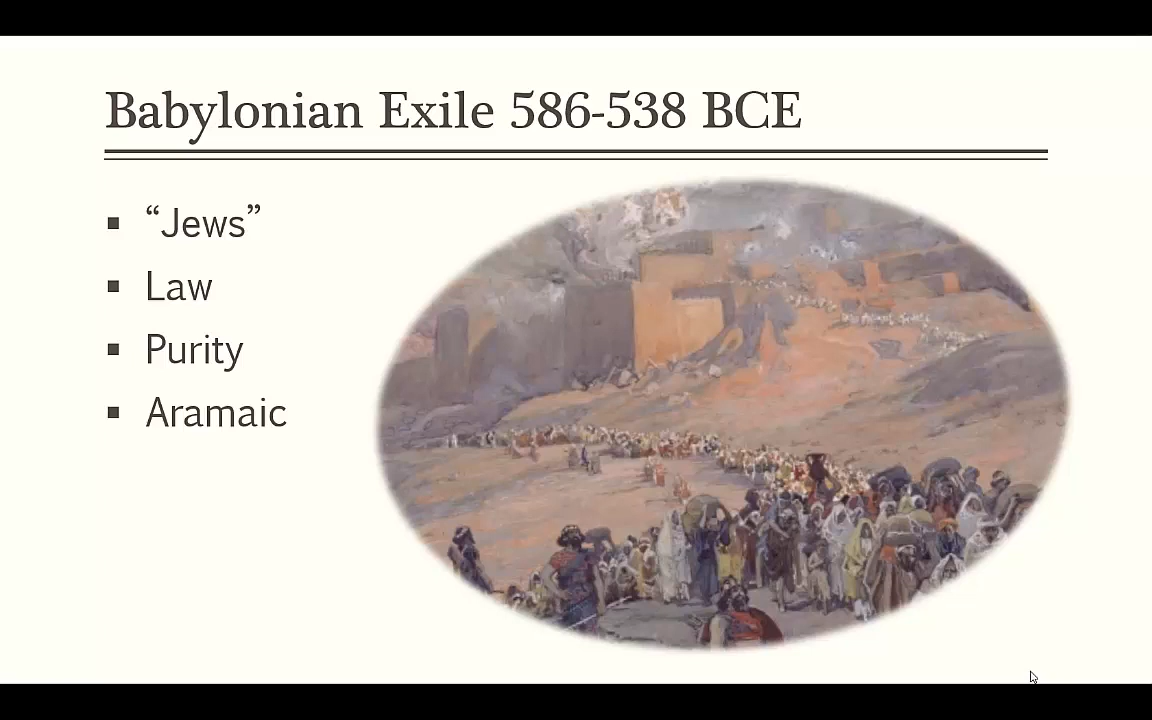 Babylonian Exile 586-538 BCE
“Jews”
Law
Purity
Aramaic